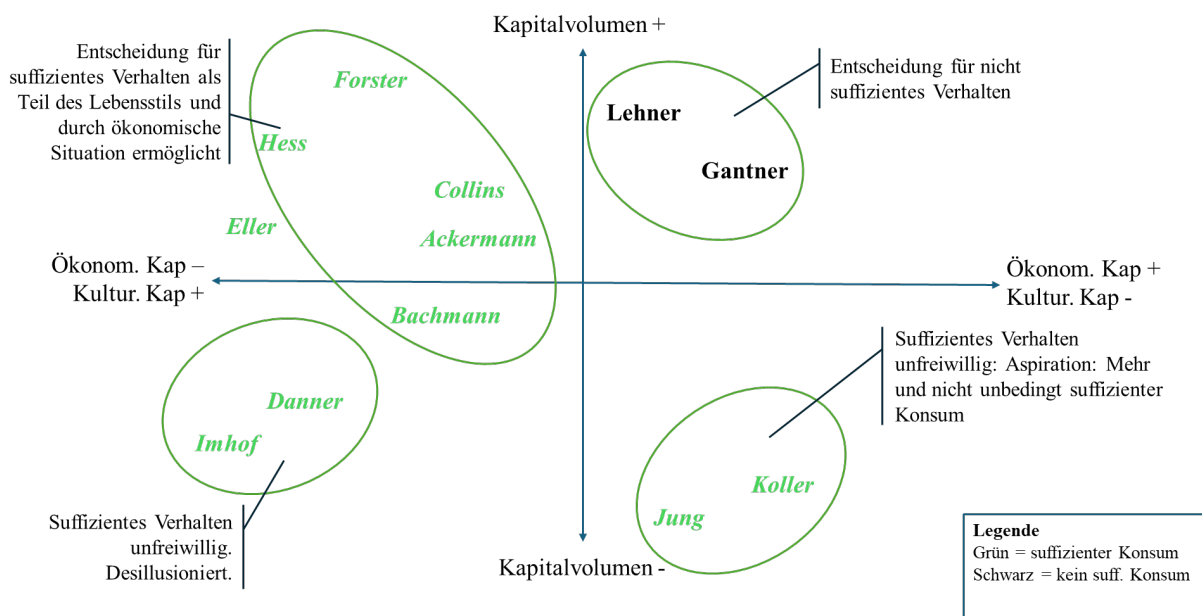 Kapitalvolumen +
Entscheidung für
suffizientes Verhalten als
Teil des Lebensstils und
durch ökonomische
Situation ermöglicht
Forster
Hess
Collins
Eller
Ackermann
Lehner
Gantner
Entscheidung für nicht
suffizientes Verhalten
Ökonom. Kap –
Kultur. Kap +
Ökonom. Kap +
Kultur. Kap -
Bachmann
Danner
Imhof
Suffizientes Verhalten
unfreiwillig.
Desillusioniert.
Suffizientes Verhalten
unfreiwillig: Aspiration: Mehr
und nicht unbedingt suffizienter
Konsum
Koller
Jung
Kapitalvolumen -
Legende
Grün = suffizienter Konsum
Schwarz = kein suff. Konsum